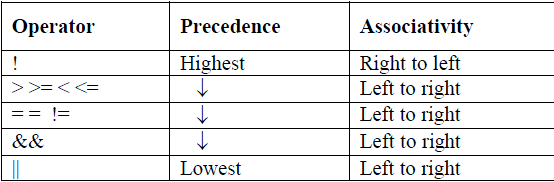 Operator Precedence Associativity
! Highest Right to left
> >= < <= ↓ Left to right
= = != ↓ Left to right
&& ↓ Left to right
|| Lowest Left to right